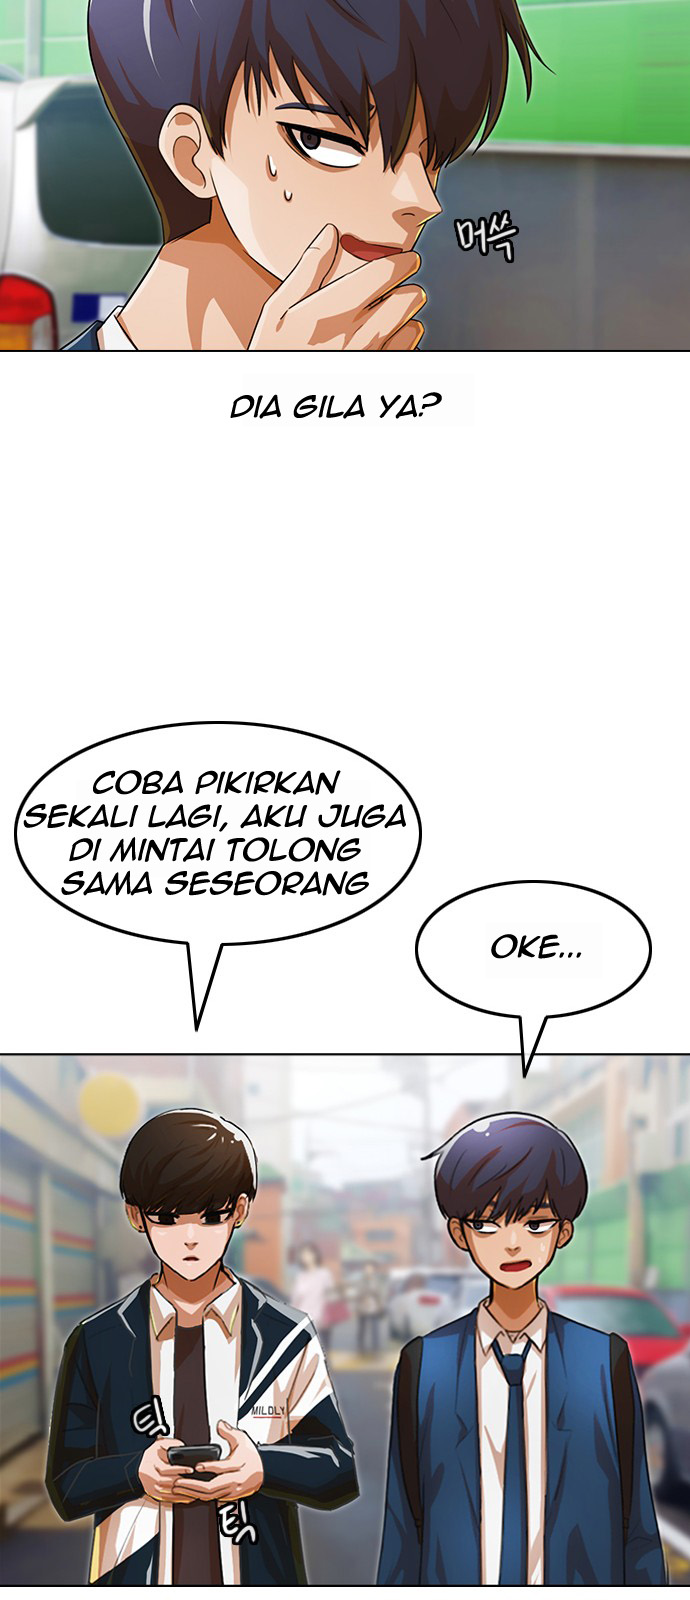 머쓱
DIA GILA YA?
COBA PIKIRKAN
SEKALI LAGI, AKU JUGA
DI MINTAI TOLONG
SAMA SESEORANG
OKE...
MILDLY
틱
틱